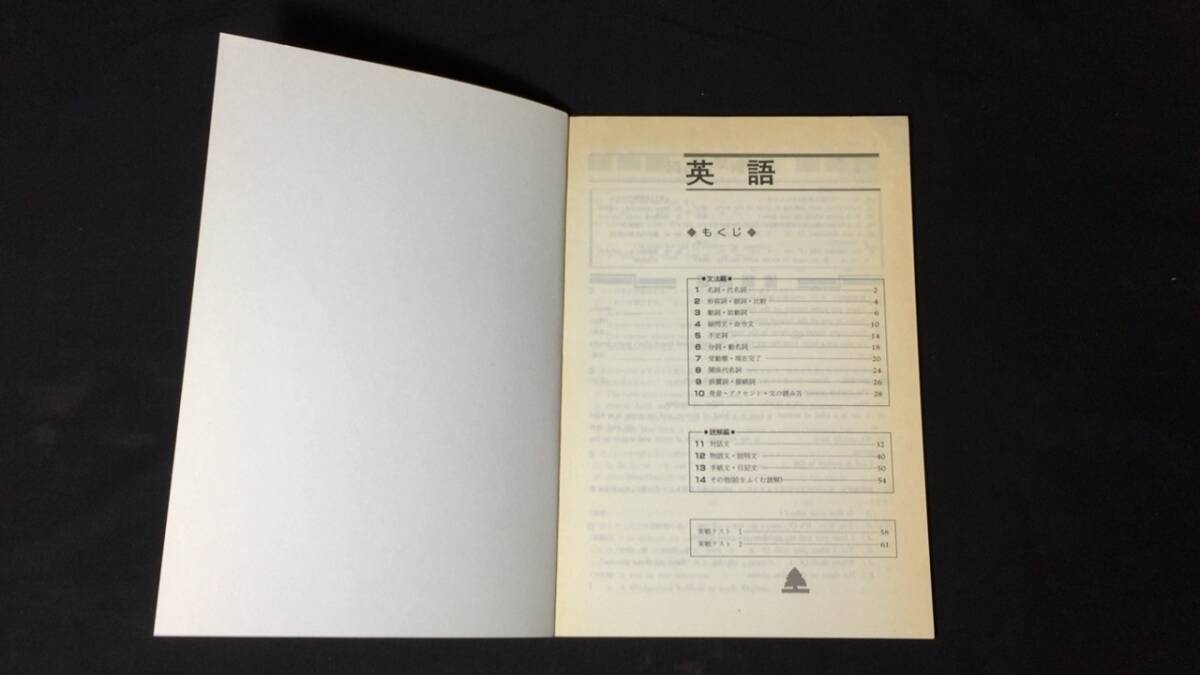 英語
◆もくじ◆
◆文法編◆
1 名詞・代名詞 2
2 形容詞・副詞・比較 4
3 動詞・助動詞 6
4 疑問文・命令文 10
5 不定詞 14
6 分詞・動名詞 18
7 受動態・現在完了 20
8 関係代名詞 24
9 前置詞・接続詞 26
10 発音・アクセント・文の読み方 28
◆読解編◆
11 対話文 32
12 物語文・説明文 40
13 手紙文・日記文 50
14 その他(絵をふくむ読解) 54
実戦テスト 1 58
実戦テスト 2 61